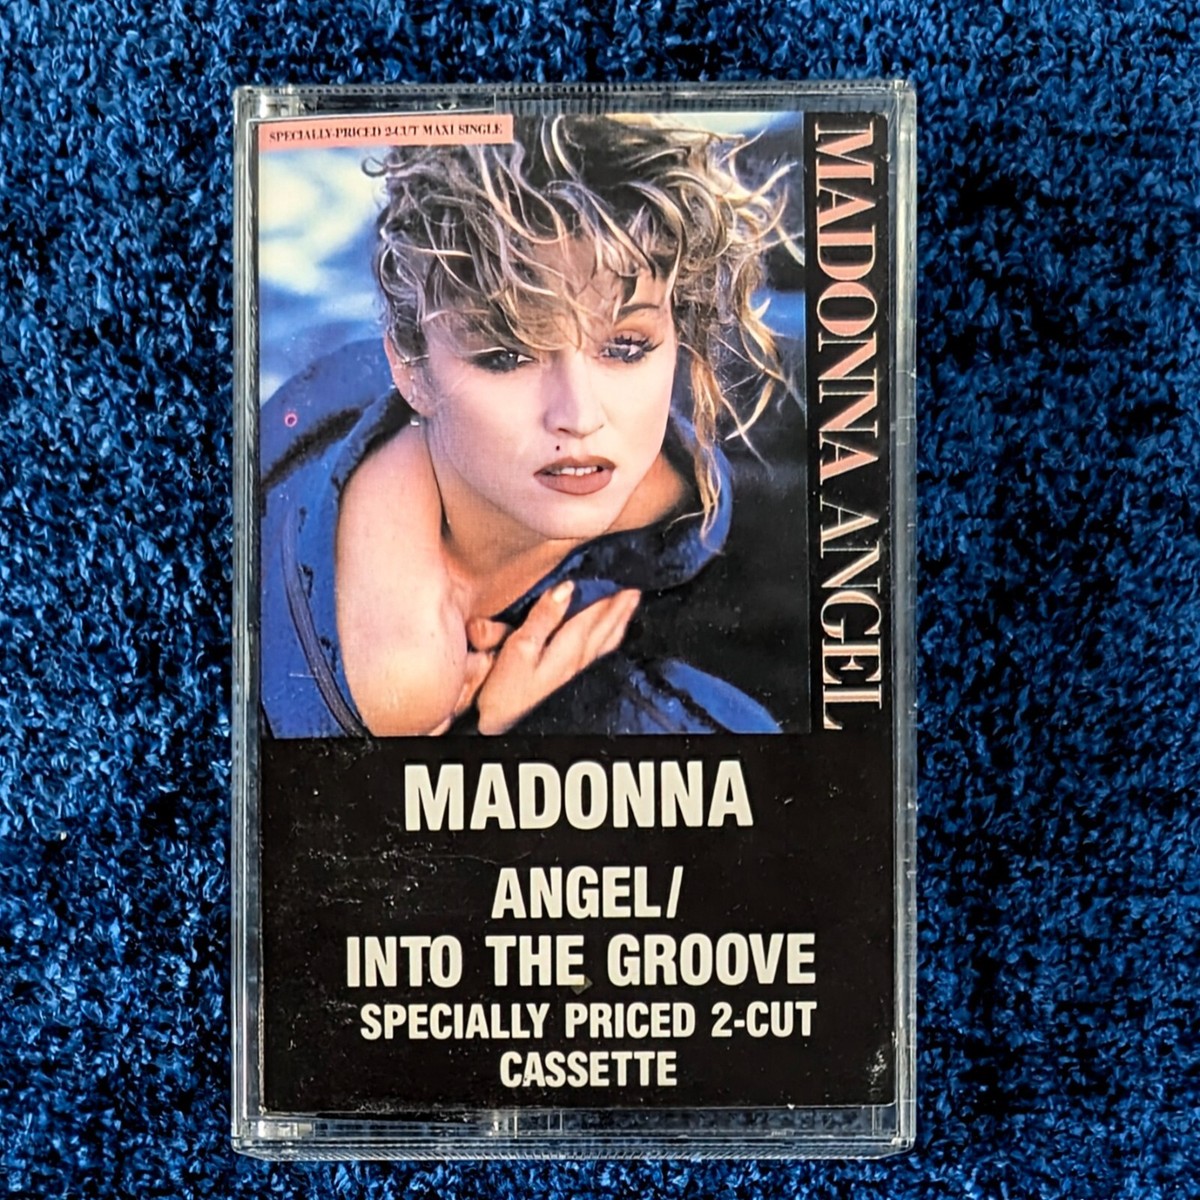 SPECIALLY-PRICED 2-CUT MAXI SINGLE
MADONNA ANGEL
MADONNA
ANGEL/
INTO THE GROOVE
SPECIALLY PRICED 2-CUT
CASSETTE